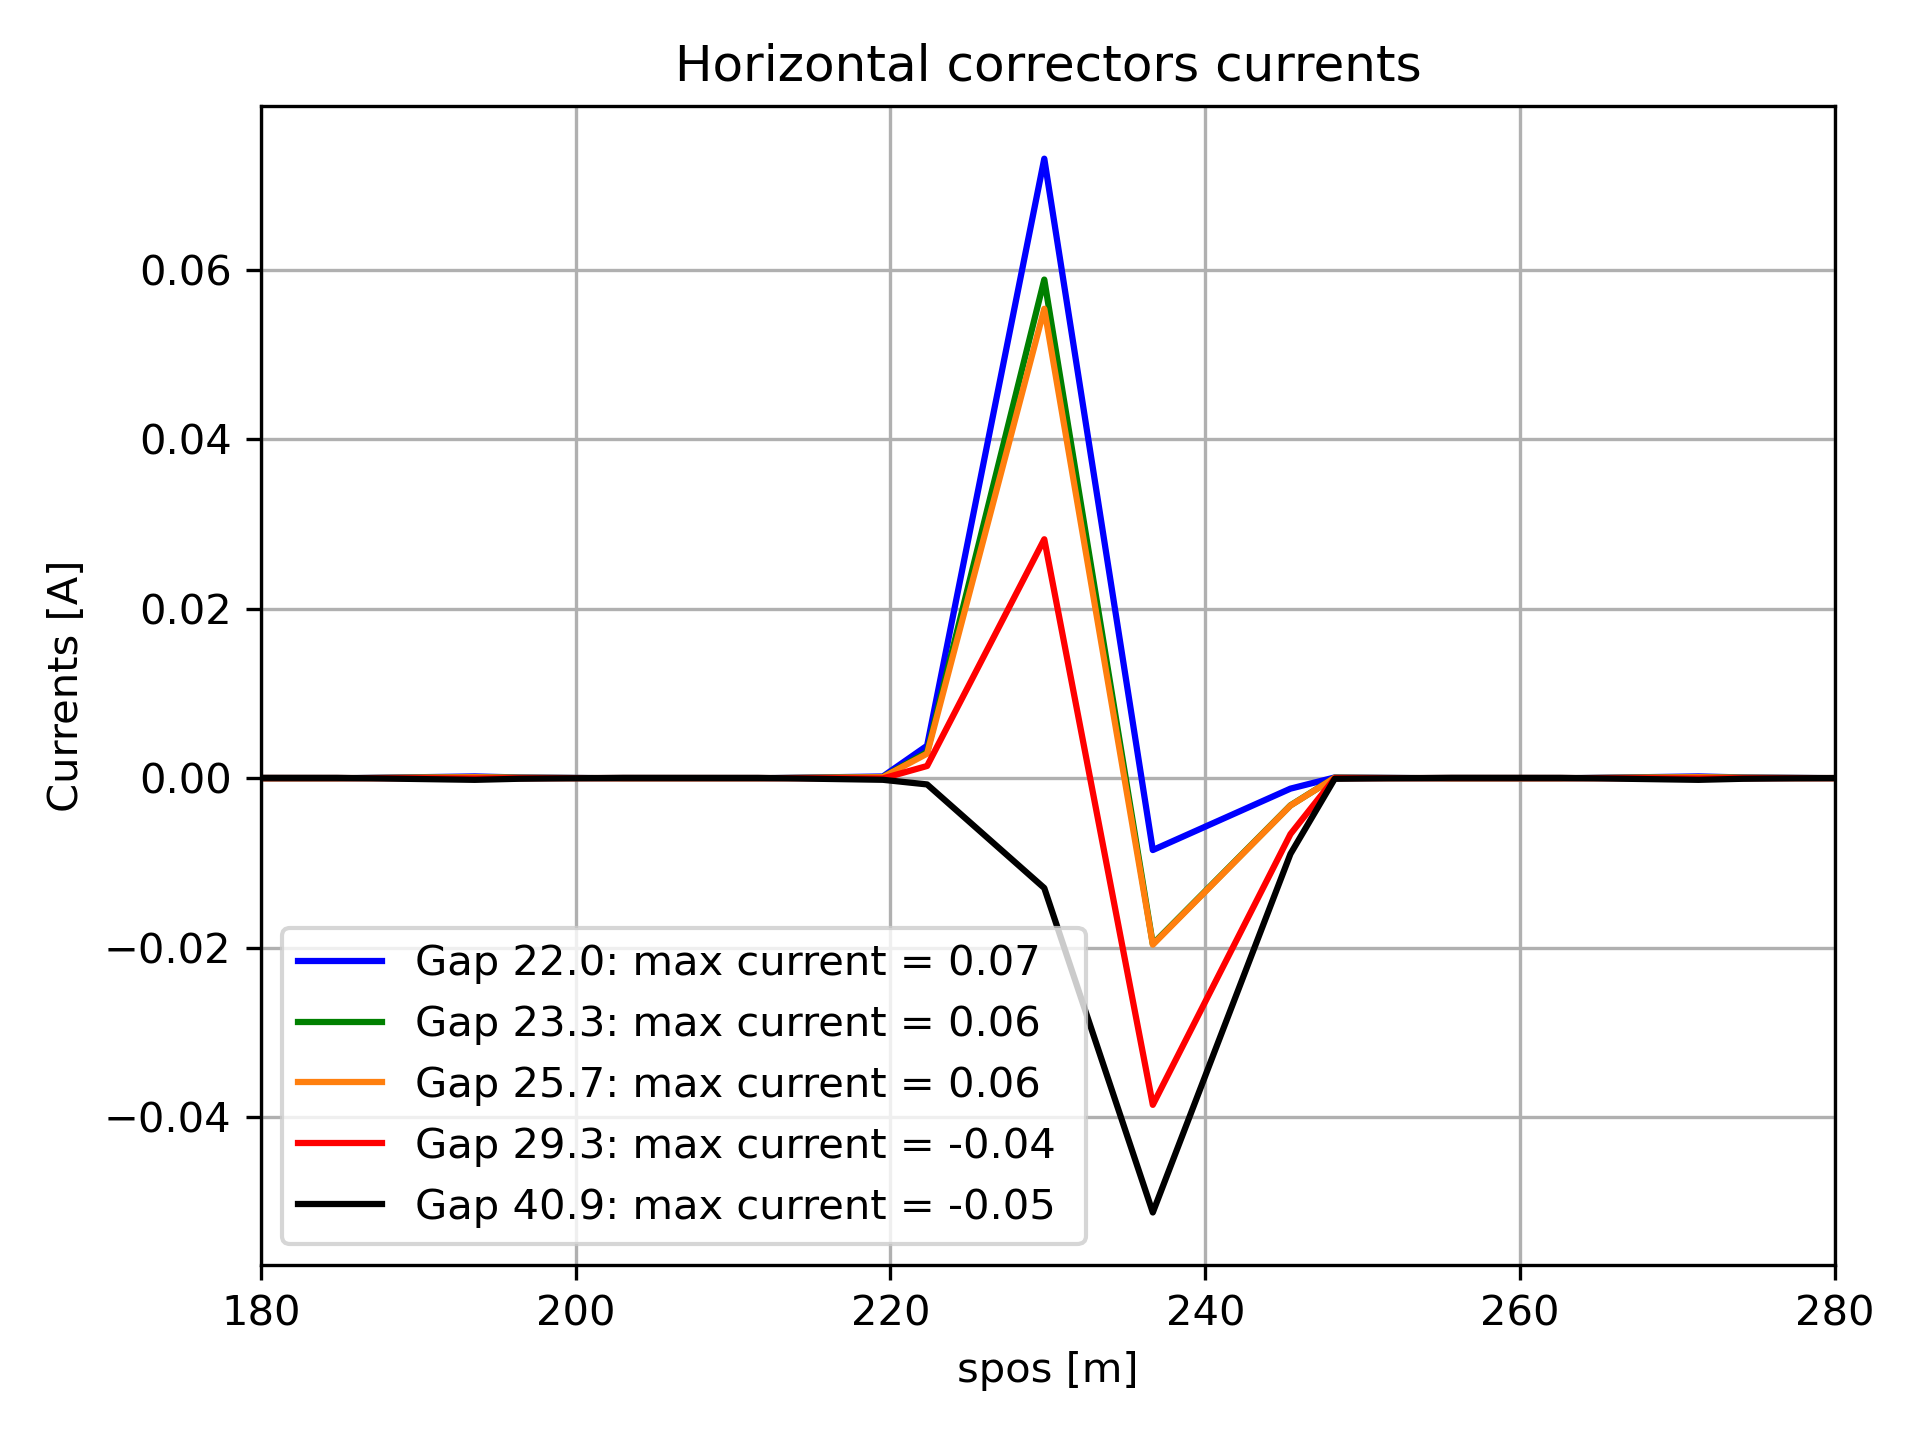 Horizontal correctors currents
Currents [A]
0.06
0.04
0.02
0.00
−0.02
−0.04
Gap 22.0: max current = 0.07
Gap 23.3: max current = 0.06
Gap 25.7: max current = 0.06
Gap 29.3: max current = -0.04
Gap 40.9: max current = -0.05
180 200 220 240 260 280
spos [m]